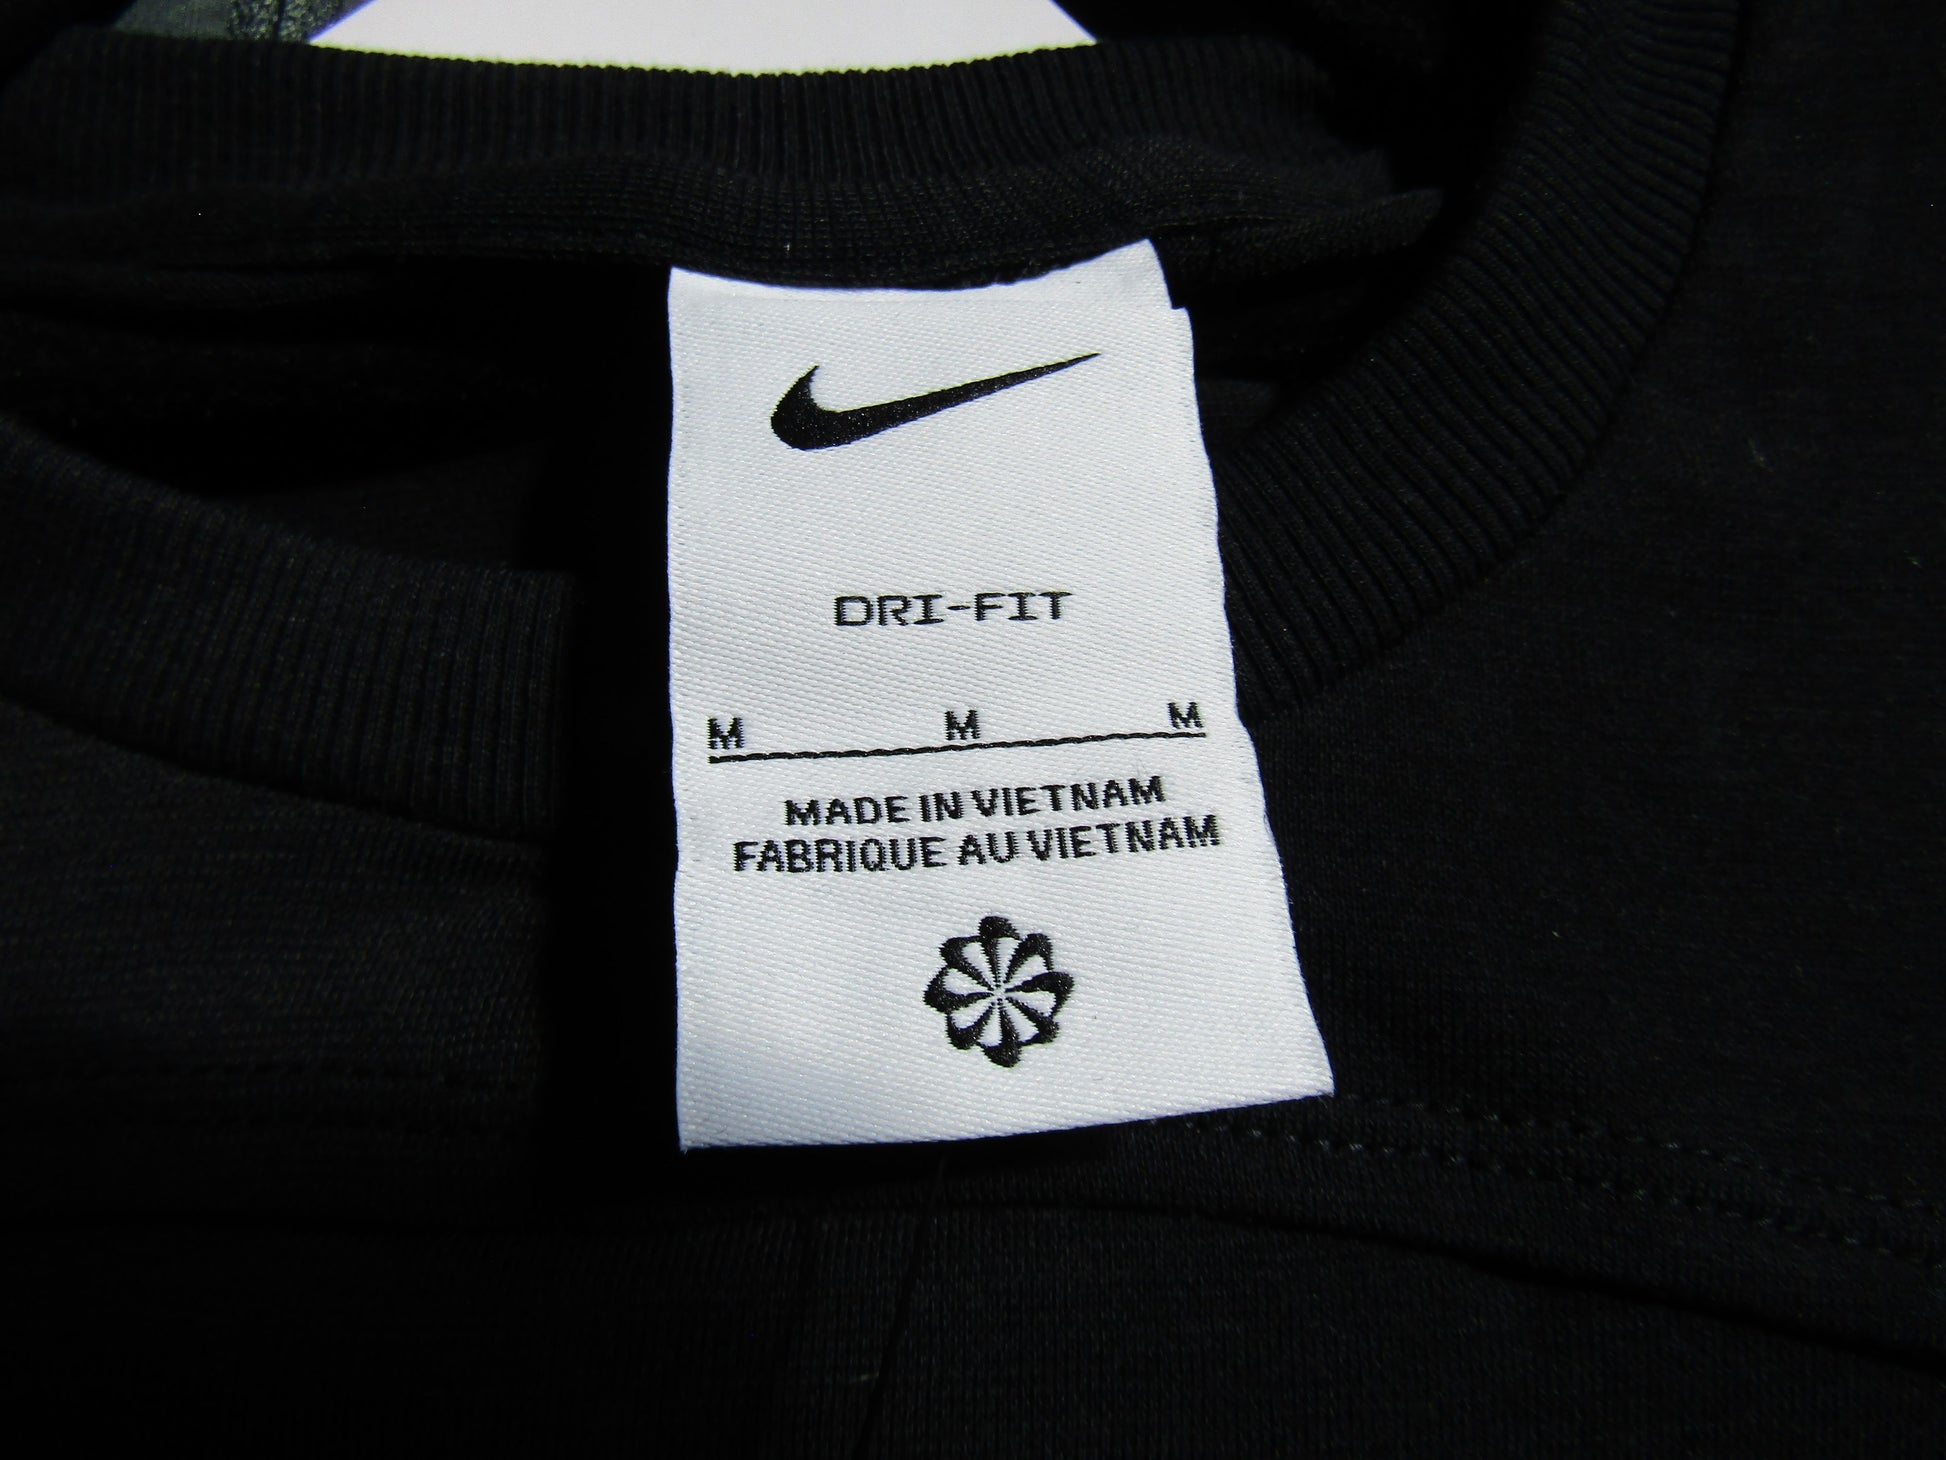 DRI-FIT
M M M
MADE IN VIETNAM
FABRIQUE AU VIETNAM